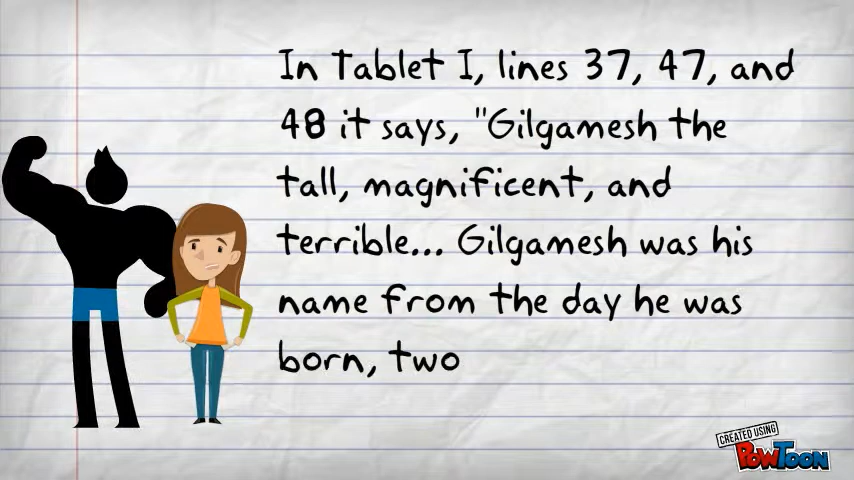 In Tablet I, lines 37, 47, and
48 it says, "Gilgamesh the
tall, magnificent, and
terrible... Gilgamesh was his
name from the day he was
born, two
CREATED USING
POWTOON